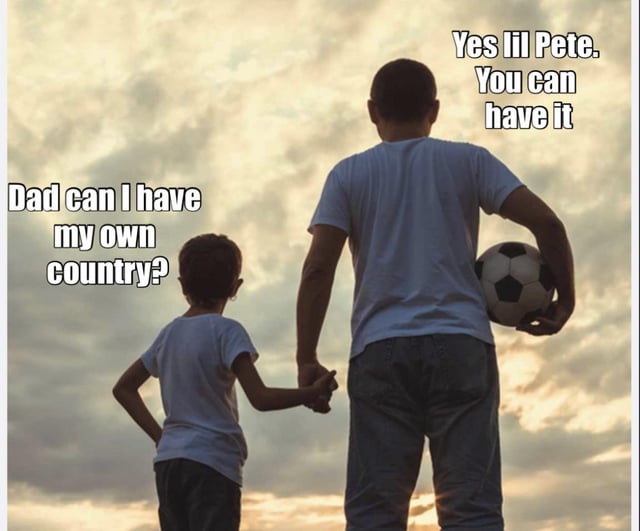 Dad can I have
my own
country?
Yes lil Pete.
You can
have it